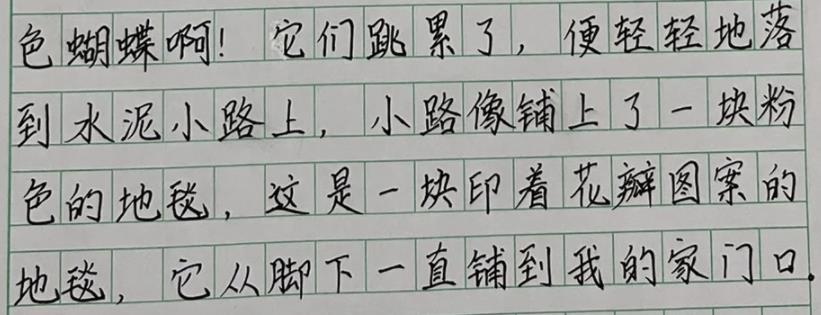 色蝴蝶啊！它们跳累了，便轻轻地落
到水泥小路上，小路像铺上了一块粉
色的地毯，这是一块印着花瓣图案的
地毯，它从脚下一直铺到我的家门口.